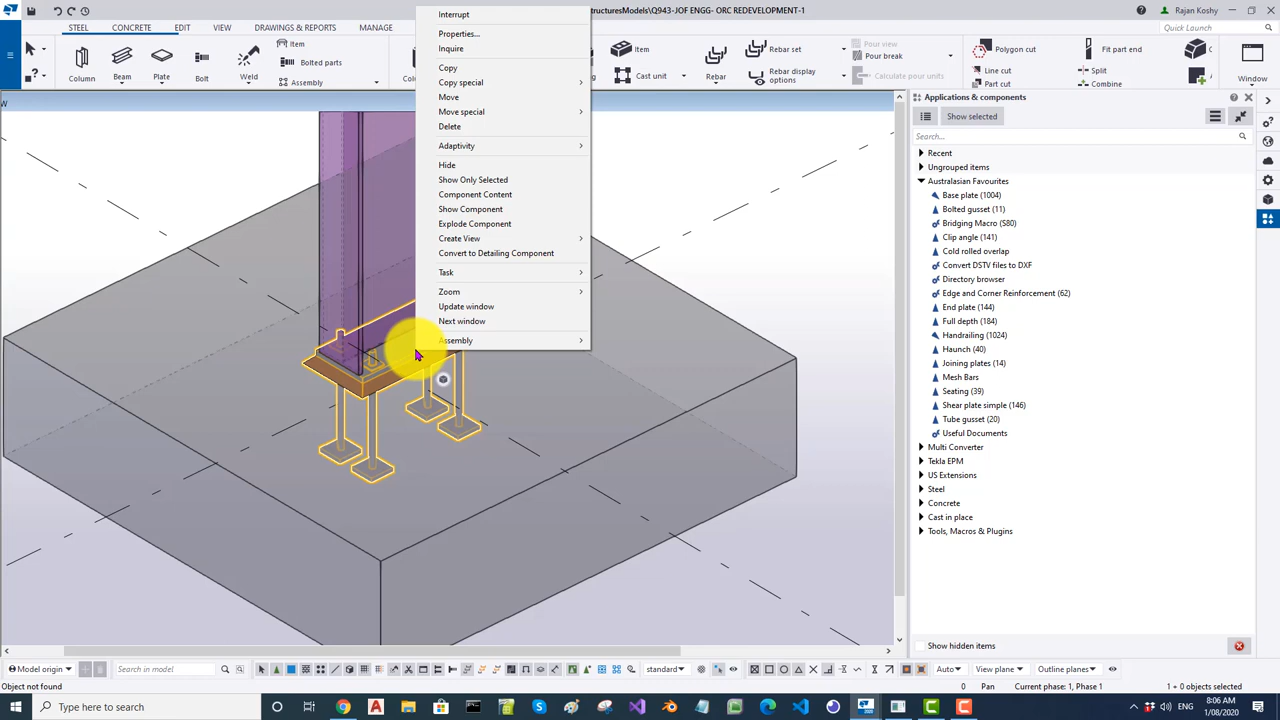 structuresModels\Q943-JOF ENGG- ORC REDEVELOPMENT-1
Rajan Koshy
STEEL
CONCRETE
EDIT
VIEW
DRAWINGS & REPORTS
MANAGE
Quick Launch
Column
Beam
Plate
Bolt
Weld
Item
Bolted parts
Assembly
Item
Cast unit
Rebar
Rebar set
Rebar display options
Pour view
Pour break
Calculate pour units
Polygon cut
Line cut
Part cut
Fit part end
Split
Combine
Window
Interrupt
Properties...
Inquire
Copy
Copy special
Move
Move special
Delete
Adaptivity
Hide
Show Only Selected
Component Content
Show Component
Explode Component
Create View
Convert to Detailing Component
Task
Zoom
Update window
Next window
Assembly
Applications & components
Show selected
Search...
Recent
Ungrouped items
Australasian Favourites
Base plate (1004)
Bolted gusset (11)
Bridging Macro (S80)
Clip angle (141)
Cold rolled overlap
Convert DSTV files to DXF
Directory browser
Edge and Corner Reinforcement (62)
End plate (144)
Full depth (184)
Handrailing (1024)
Haunch (40)
Joining plates (14)
Mesh Bars
Seating (39)
Shear plate simple (146)
Tube gusset (20)
Useful Documents
Multi Converter
Tekla EPM
US Extensions
Steel
Concrete
Cast in place
Tools, Macros & Plugins
Show hidden items
Model origin
Search in model
standard
Auto
View plane
Outline planes
Object not found
0
Pan
Current phase: 1, Phase 1
1 + 0 objects selected
Type here to search
8:06 AM
1/08/2020